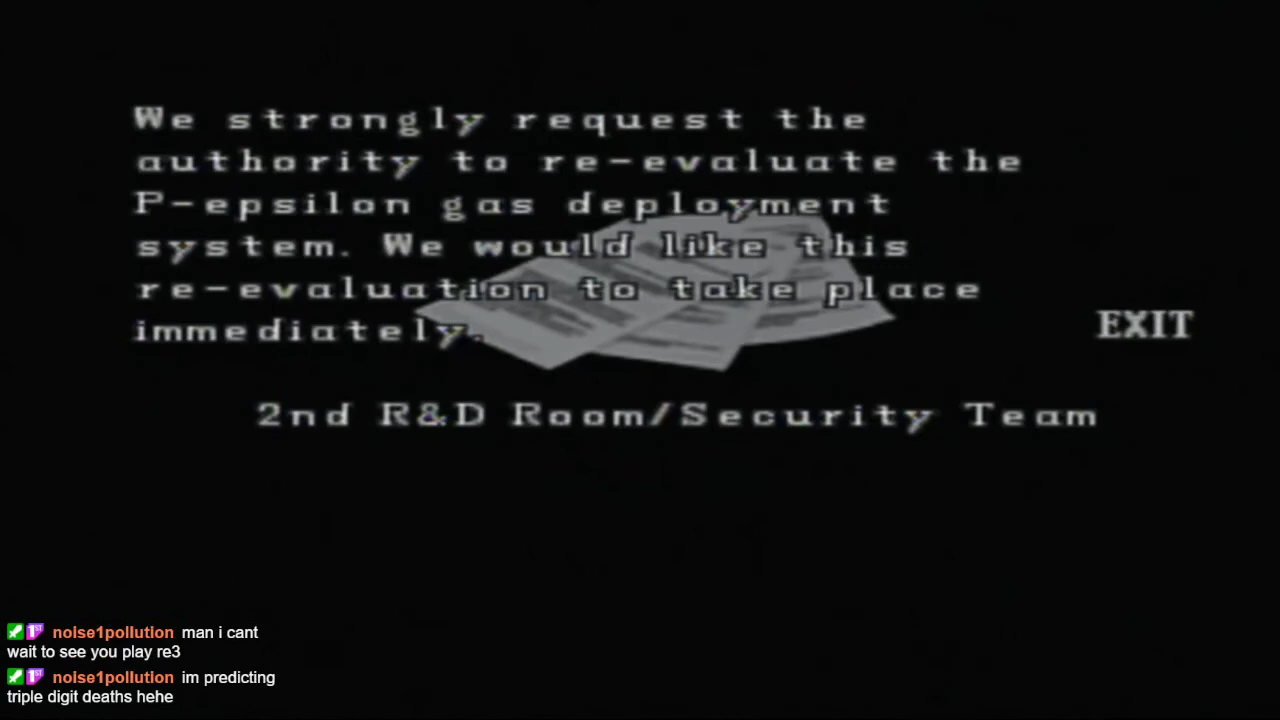 We strongly request the
authority to re-evaluate the
P-epsilon gas deployment
system. We would like this
re-evaluation to take place
immediately.
EXIT
2nd R&D Room/Security Team
1ST noise1pollution man i cant
wait to see you play re3
1ST noise1pollution im predicting
triple digit deaths hehe